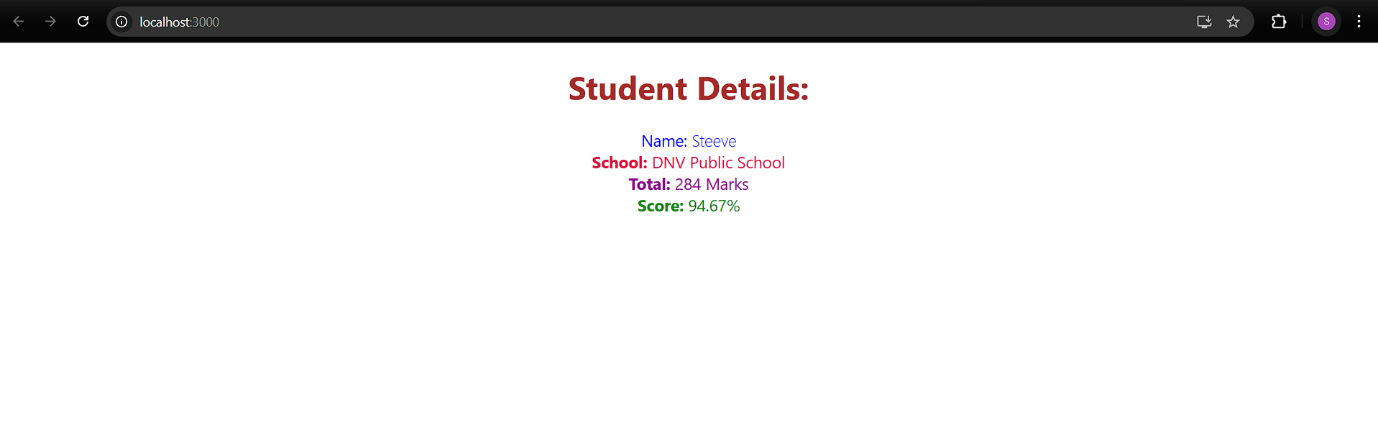 localhost:3000
S
Student Details:
Name: Steeve
School: DNV Public School
Total: 284 Marks
Score: 94.67%